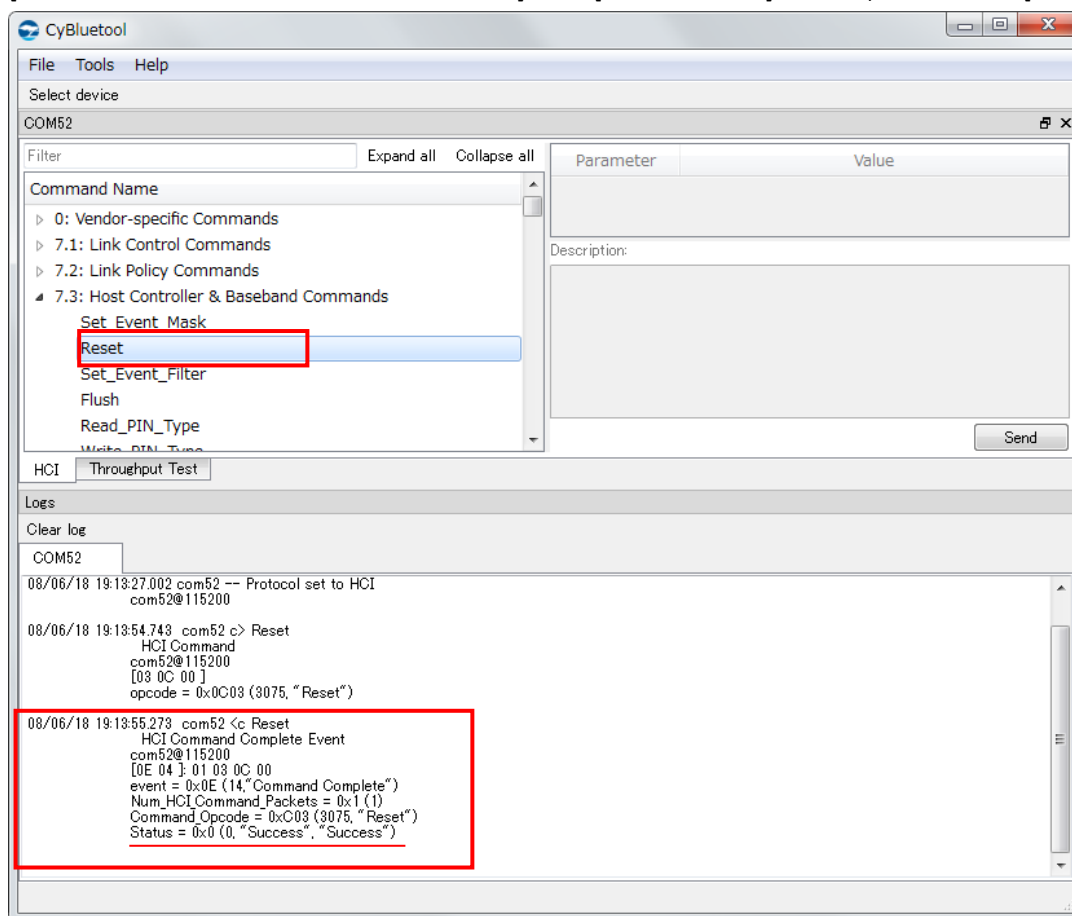 CyBluetool
File Tools Help
Select device
COM52
Filter Expand all Collapse all
Parameter Value
Command Name
0: Vendor-specific Commands
7.1: Link Control Commands
7.2: Link Policy Commands
7.3: Host Controller & Baseband Commands
Set_Event_Mask
Reset
Set_Event_Filter
Flush
Read_PIN_Type
Write_PIN_Type
Description:
Send
HCI Throughput Test
Logs
Clear log
COM52
08/06/18 19:13:27.002 com52 -- Protocol set to HCI
com52@115200
08/06/18 19:13:54.743 com52 c> Reset
HCI Command
com52@115200
[03 0C 00 ]
opcode = 0x0C03 (3075, "Reset")
08/06/18 19:13:55.273 com52 <c Reset
HCI Command Complete Event
com52@115200
[0E 04 ]: 01 03 0C 00
event = 0x0E (14,"Command Complete")
Num_HCI_Command_Packets = 0x1 (1)
Command_Opcode = 0xC03 (3075, "Reset")
Status = 0x0 (0, "Success", "Success")